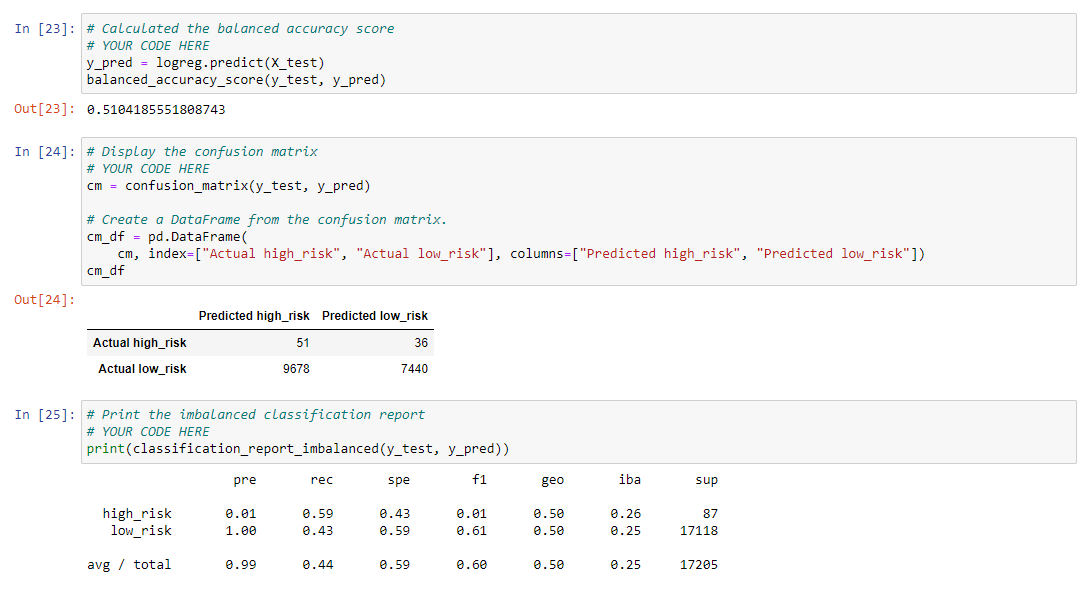 In [23]: # Calculated the balanced accuracy score
# YOUR CODE HERE
y_pred = logreg.predict(X_test)
balanced_accuracy_score(y_test, y_pred)
Out[23]: 0.5104185551808743
In [24]: # Display the confusion matrix
# YOUR CODE HERE
cm = confusion_matrix(y_test, y_pred)
# Create a DataFrame from the confusion matrix.
cm_df = pd.DataFrame(
cm, index=["Actual high_risk", "Actual low_risk"], columns=["Predicted high_risk", "Predicted low_risk"])
cm_df
Out[24]:
Predicted high_risk Predicted low_risk
Actual high_risk 51 36
Actual low_risk 9678 7440
In [25]: # Print the imbalanced classification report
# YOUR CODE HERE
print(classification_report_imbalanced(y_test, y_pred))
pre rec spe f1 geo iba sup
high_risk 0.01 0.59 0.43 0.01 0.50 0.26 87
low_risk 1.00 0.43 0.59 0.61 0.50 0.25 17118
avg / total 0.99 0.44 0.59 0.60 0.50 0.25 17205